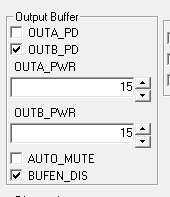 Output Buffer
OUTA_PD
OUTB_PD
OUTA_PWR
15
OUTB_PWR
15
AUTO_MUTE
BUFEN_DIS